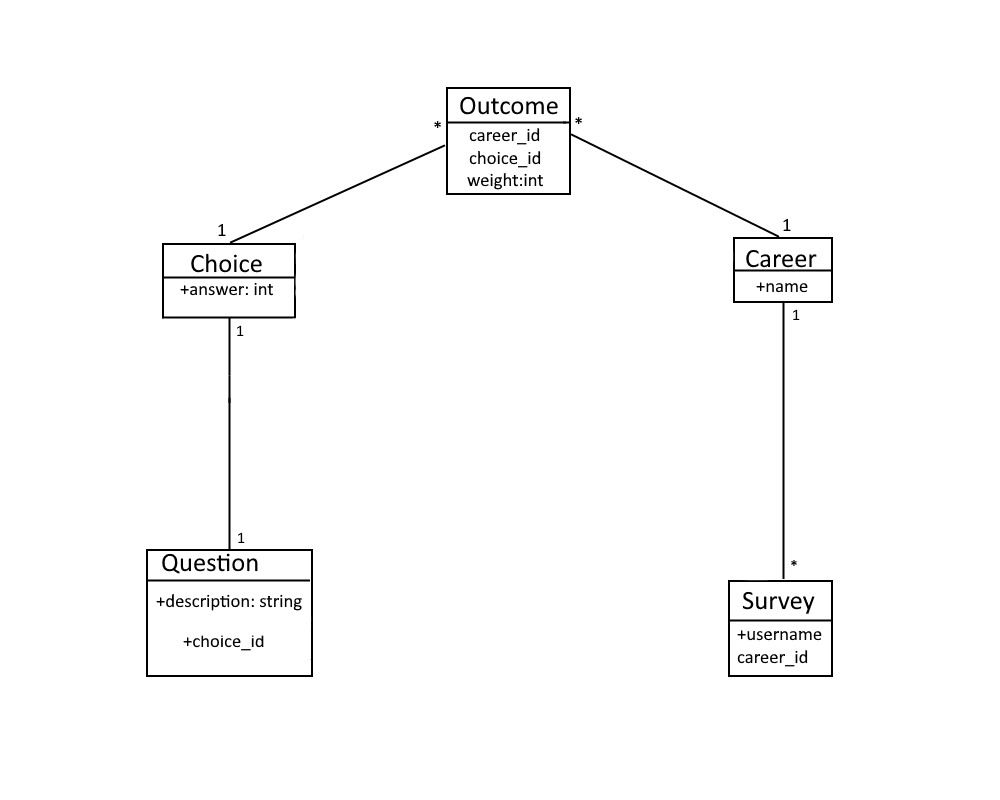 Outcome
*
*
career_id
choice_id
weight:int
1
1
Choice
+answer: int
Career
+name
1
1
1
*
Question
+description: string
+choice_id
Survey
+username
career_id